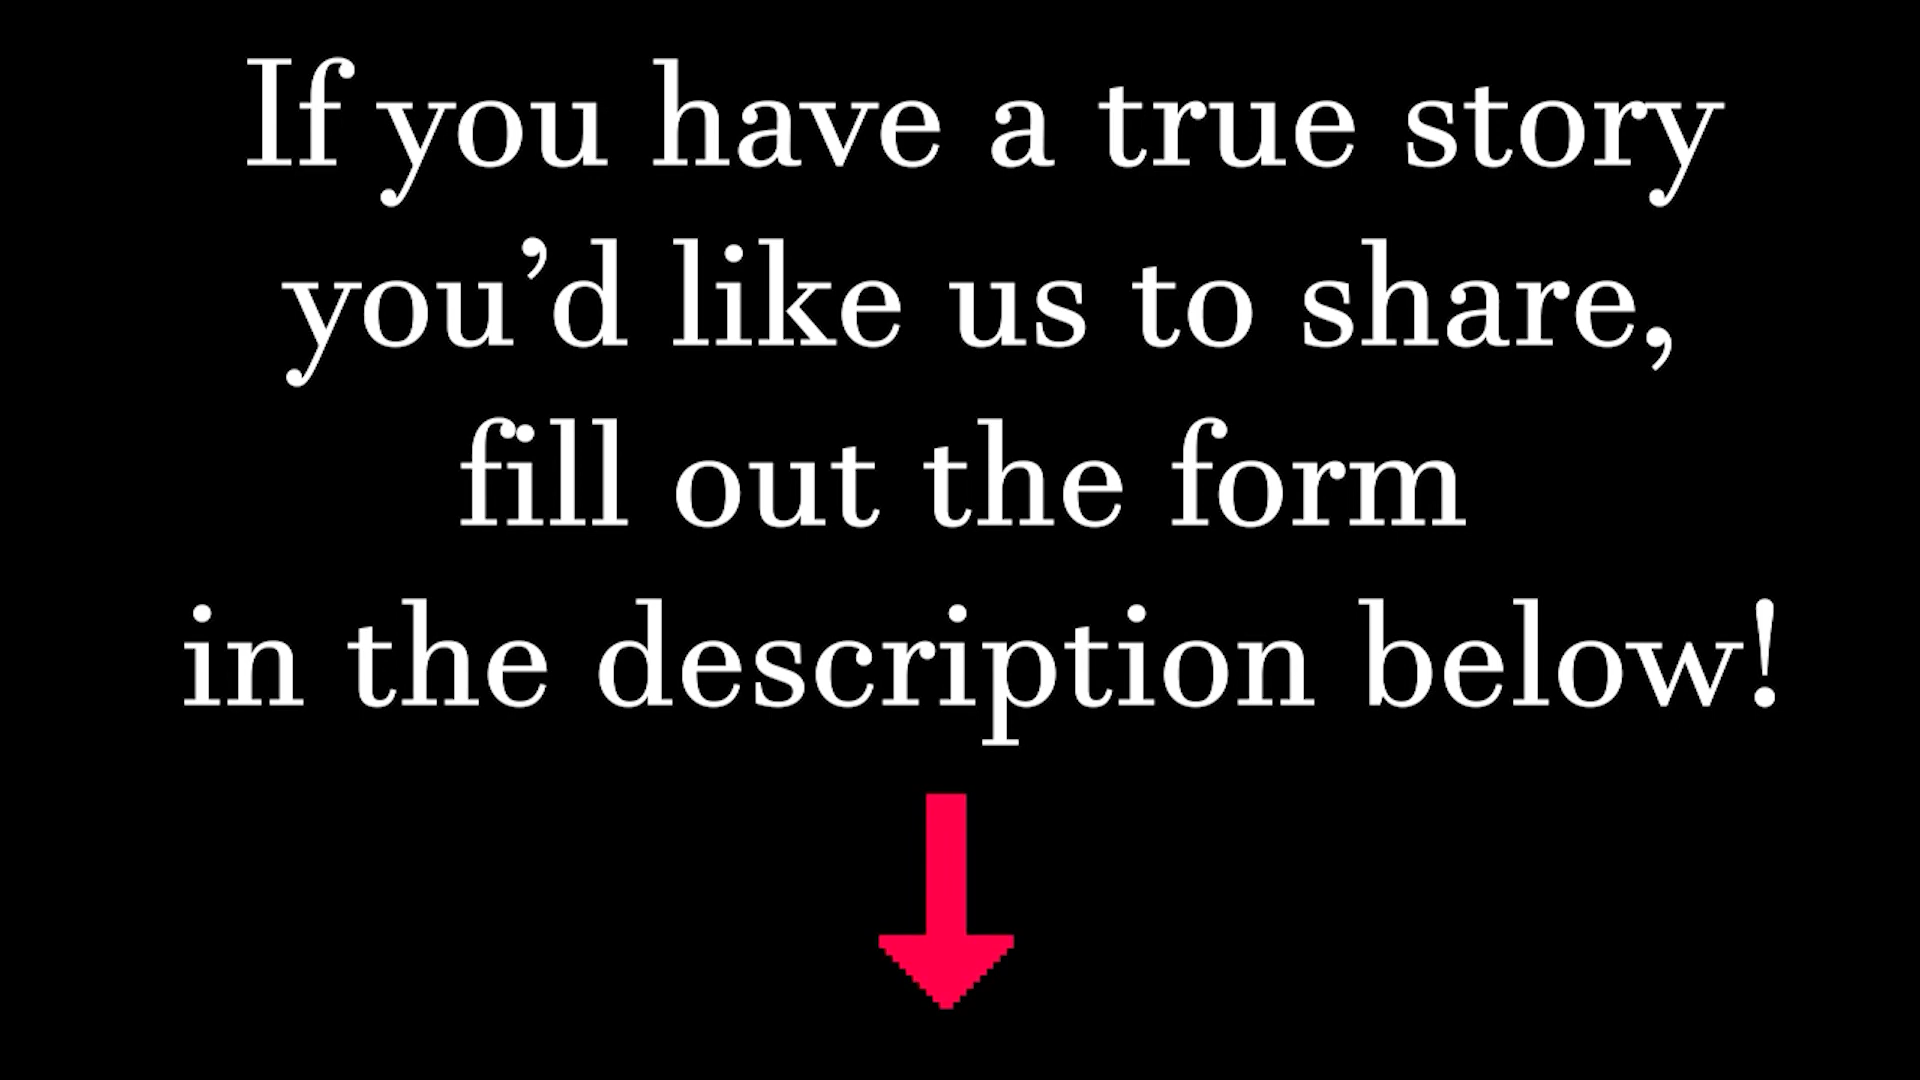 If you have a true story
you’d like us to share,
fill out the form
in the description below!